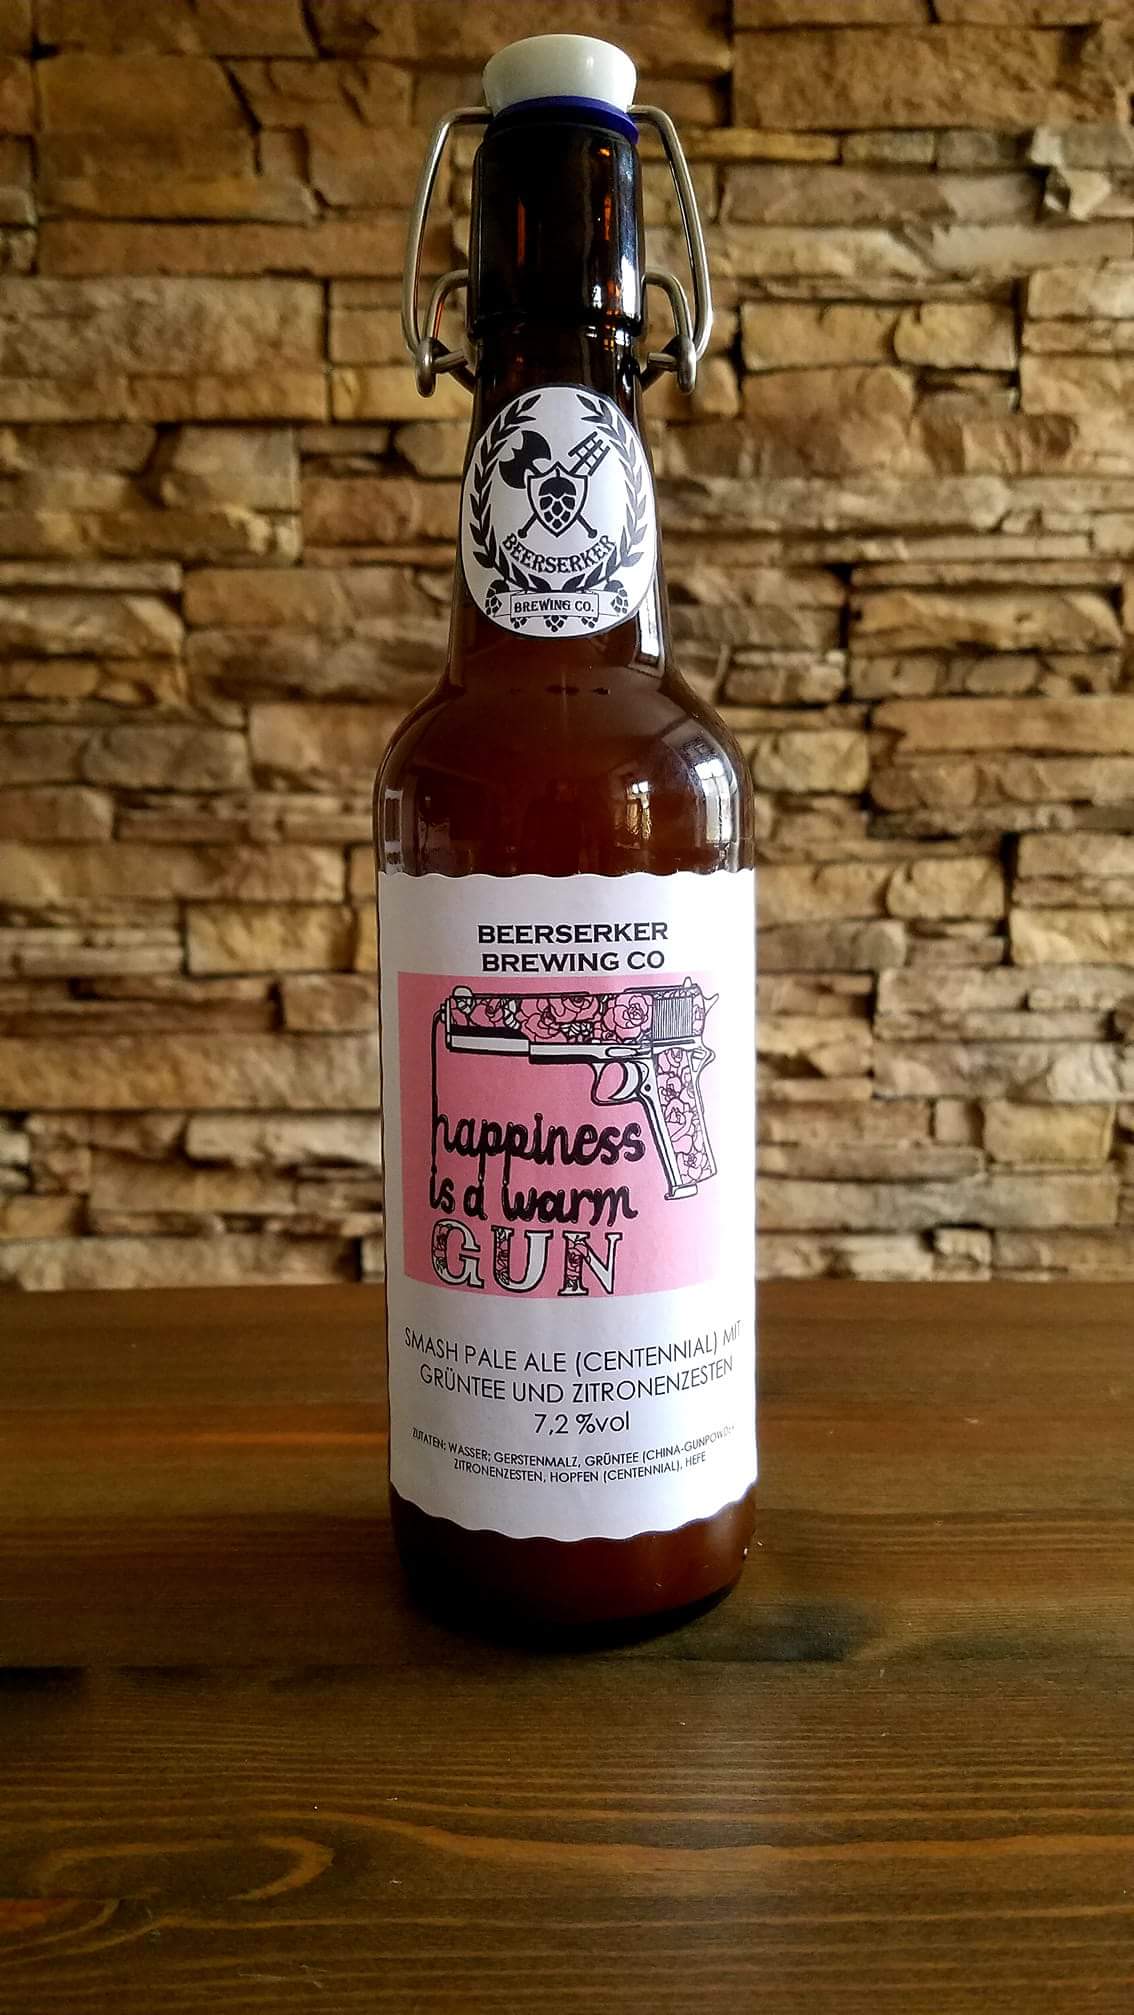 BEERSERKER
BREWING CO.
BEERSERKER
BREWING CO
happiness
is a warm
GUN
SMASH PALE ALE (CENTENNIAL) MIT
GRÜNTEE UND ZITRONENZESTEN
7,2 %vol
ZUTATEN: WASSER; GERSTENMALZ, GRÜNTEE (CHINA-GUNPOWDER
ZITRONENZESTEN, HOPFEN (CENTENNIAL), HEFE